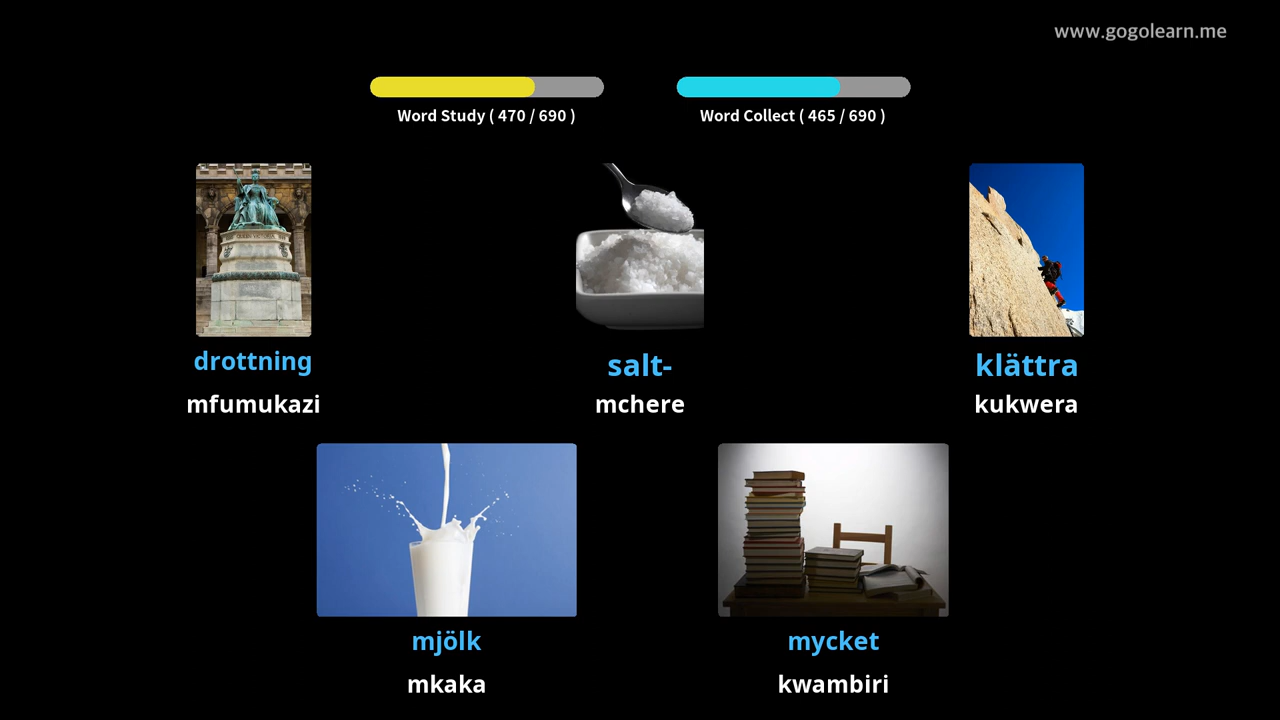 www.gogolearn.me
Word Study ( 470 / 690 )
Word Collect ( 465 / 690 )
drottning
mfumukazi
salt-
mchere
klättra
kukwera
mjölk
mkaka
mycket
kwambiri